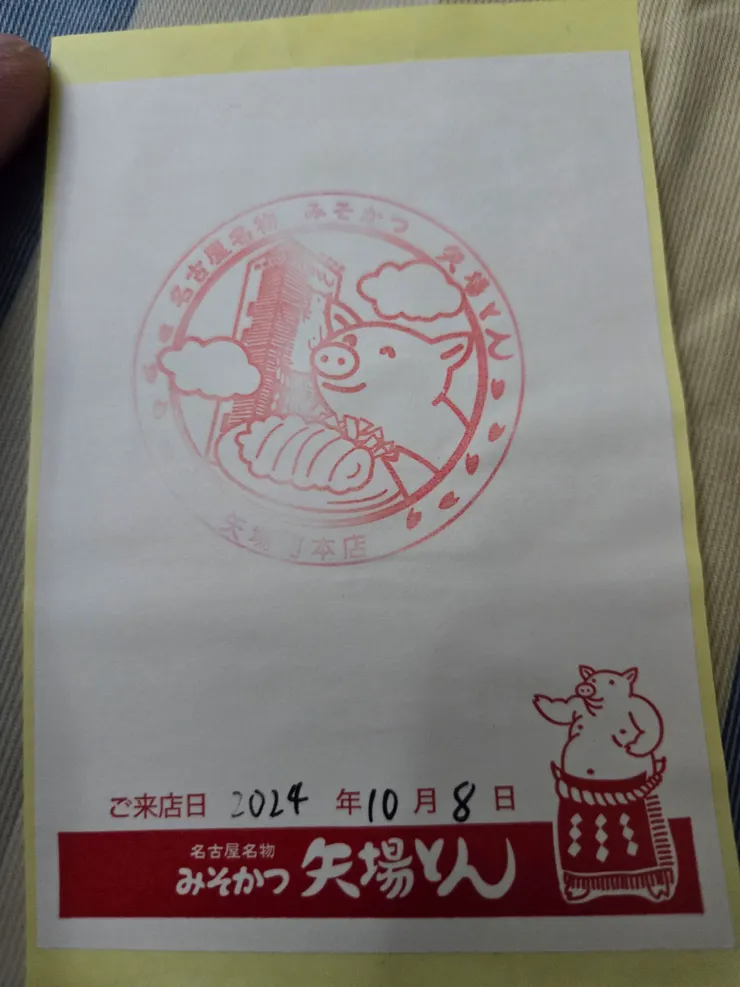 名古屋名物 みそかつ 矢場とん
矢場町本店
ご来店日 2024 年 10 月 8 日
名古屋名物
みそかつ 矢場とん